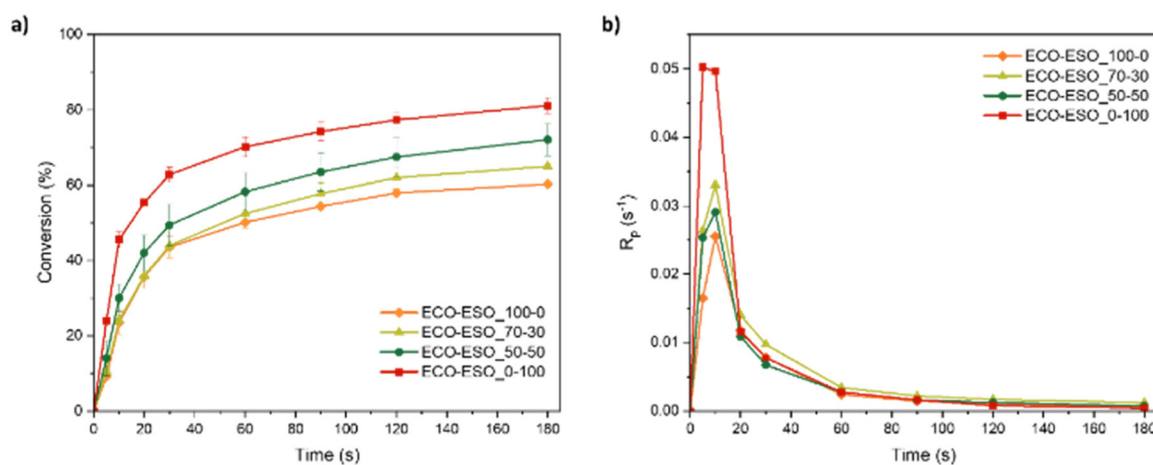 a)
100
80
60
40
20
0
Conversion (%)
ECO-ESO_100-0
ECO-ESO_70-30
ECO-ESO_50-50
ECO-ESO_0-100
0 20 40 60 80 100 120 140 160 180
Time (s)
b)
0.05
0.04
0.03
0.02
0.01
0.00
Rp (s-1)
ECO-ESO_100-0
ECO-ESO_70-30
ECO-ESO_50-50
ECO-ESO_0-100
0 20 40 60 80 100 120 140 160 180
Time (s)